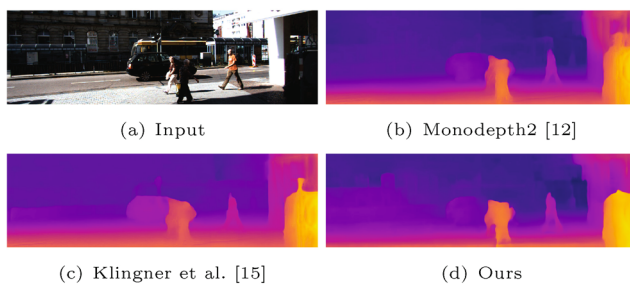 (a) Input
(b) Monodepth2 [12]
(c) Klingner et al. [15]
(d) Ours